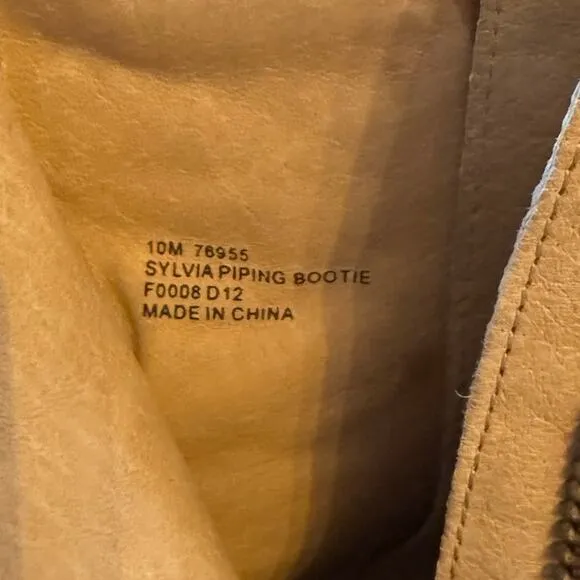 10M 76955
SYLVIA PIPING BOOTIE
F0008 D12
MADE IN CHINA